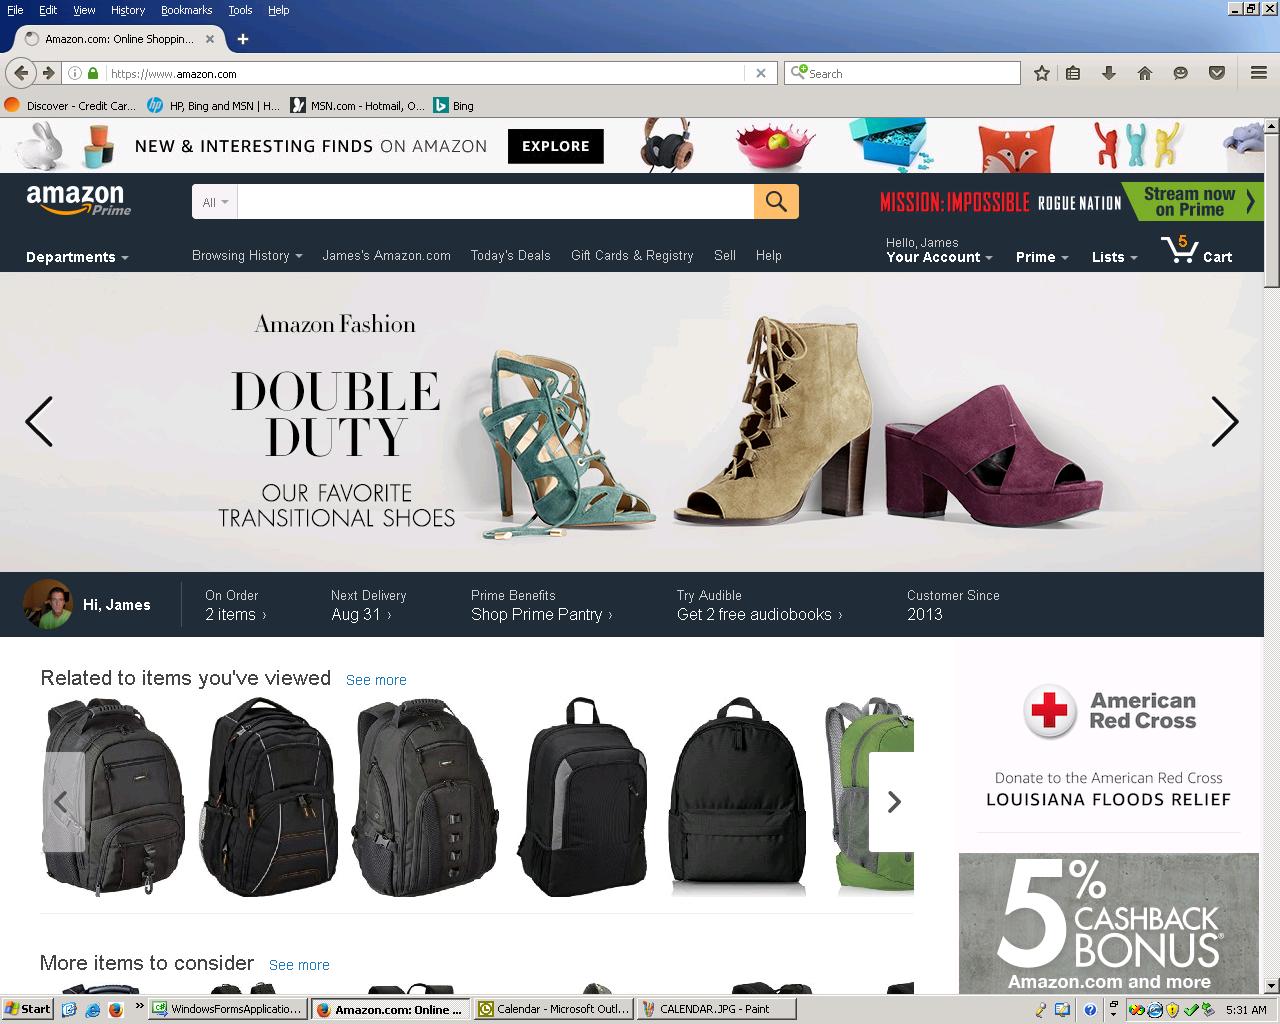 File Edit View History Bookmarks Tools Help
Amazon.com: Online Shoppin...
https://www.amazon.com
Search
Discover - Credit Car... HP, Bing and MSN | H... MSN.com - Hotmail, O... Bing
NEW & INTERESTING FINDS ON AMAZON EXPLORE
amazon Prime
All
MISSION: IMPOSSIBLE ROGUE NATION
Stream now
on Prime
Departments
Browsing History James's Amazon.com Today's Deals Gift Cards & Registry Sell Help
Hello, James
Your Account Prime Lists 5 Cart
Amazon Fashion
DOUBLE
DUTY
OUR FAVORITE
TRANSITIONAL SHOES
Hi, James
On Order
2 items ›
Next Delivery
Aug 31 ›
Prime Benefits
Shop Prime Pantry ›
Try Audible
Get 2 free audiobooks ›
Customer Since
2013
Related to items you've viewed See more
American
Red Cross
Donate to the American Red Cross
LOUISIANA FLOODS RELIEF
5%
CASHBACK
BONUS®
Amazon.com and more
More items to consider See more
Start
WindowsFormsApplicatio... Amazon.com: Online ... Calendar - Microsoft Outl... CALENDAR.JPG - Paint
5:31 AM